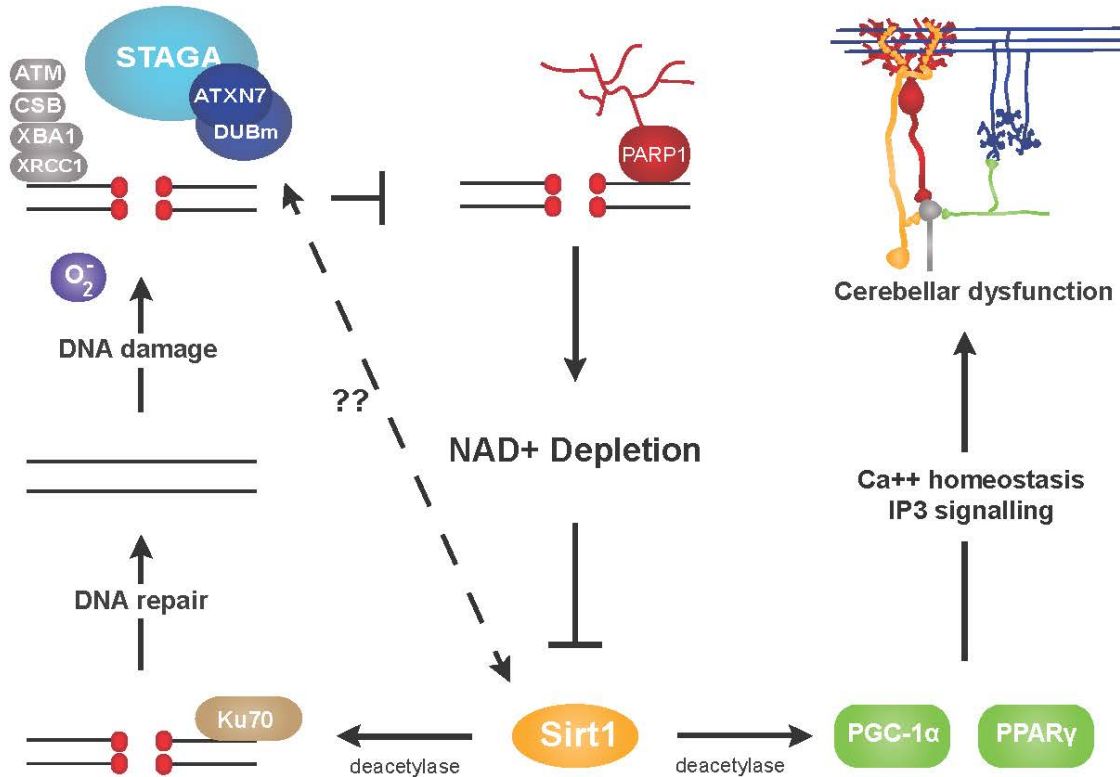 STAGA
ATM
ATXN7
CSB
DUBm
XBA1
XRCC1
PARP1
O2-
DNA damage
Cerebellar dysfunction
??
NAD+ Depletion
Ca++ homeostasis
IP3 signalling
DNA repair
Ku70
Sirt1
PGC-1α
PPARγ
deacetylase
deacetylase